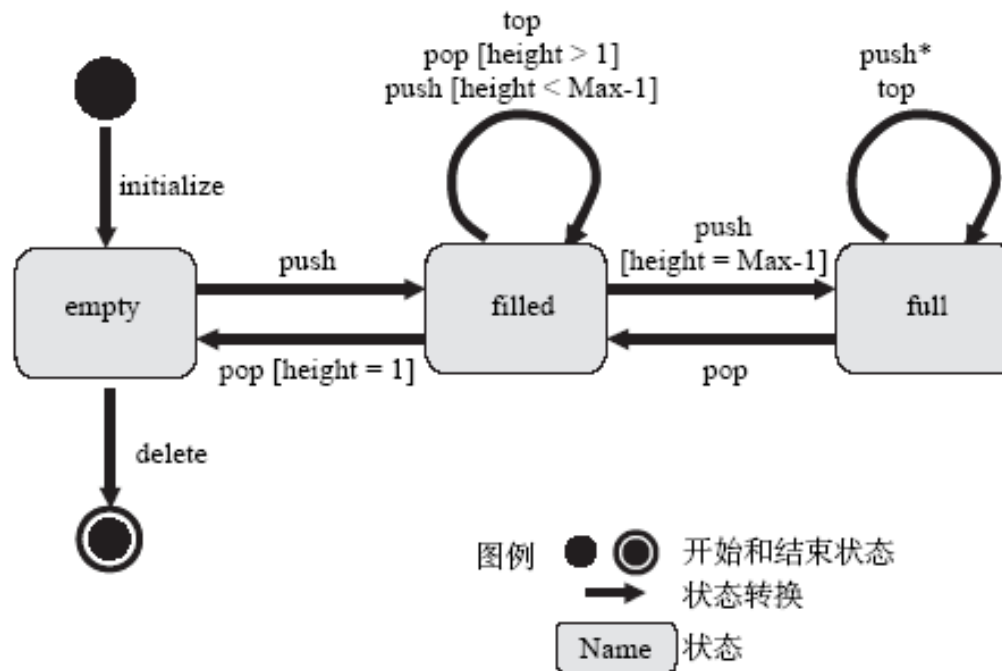 top
pop [height > 1]
push [height < Max-1]
push*
top
initialize
push
push
[height = Max-1]
empty
filled
full
pop [height = 1]
pop
delete
图例
开始和结束状态
状态转换
Name
状态